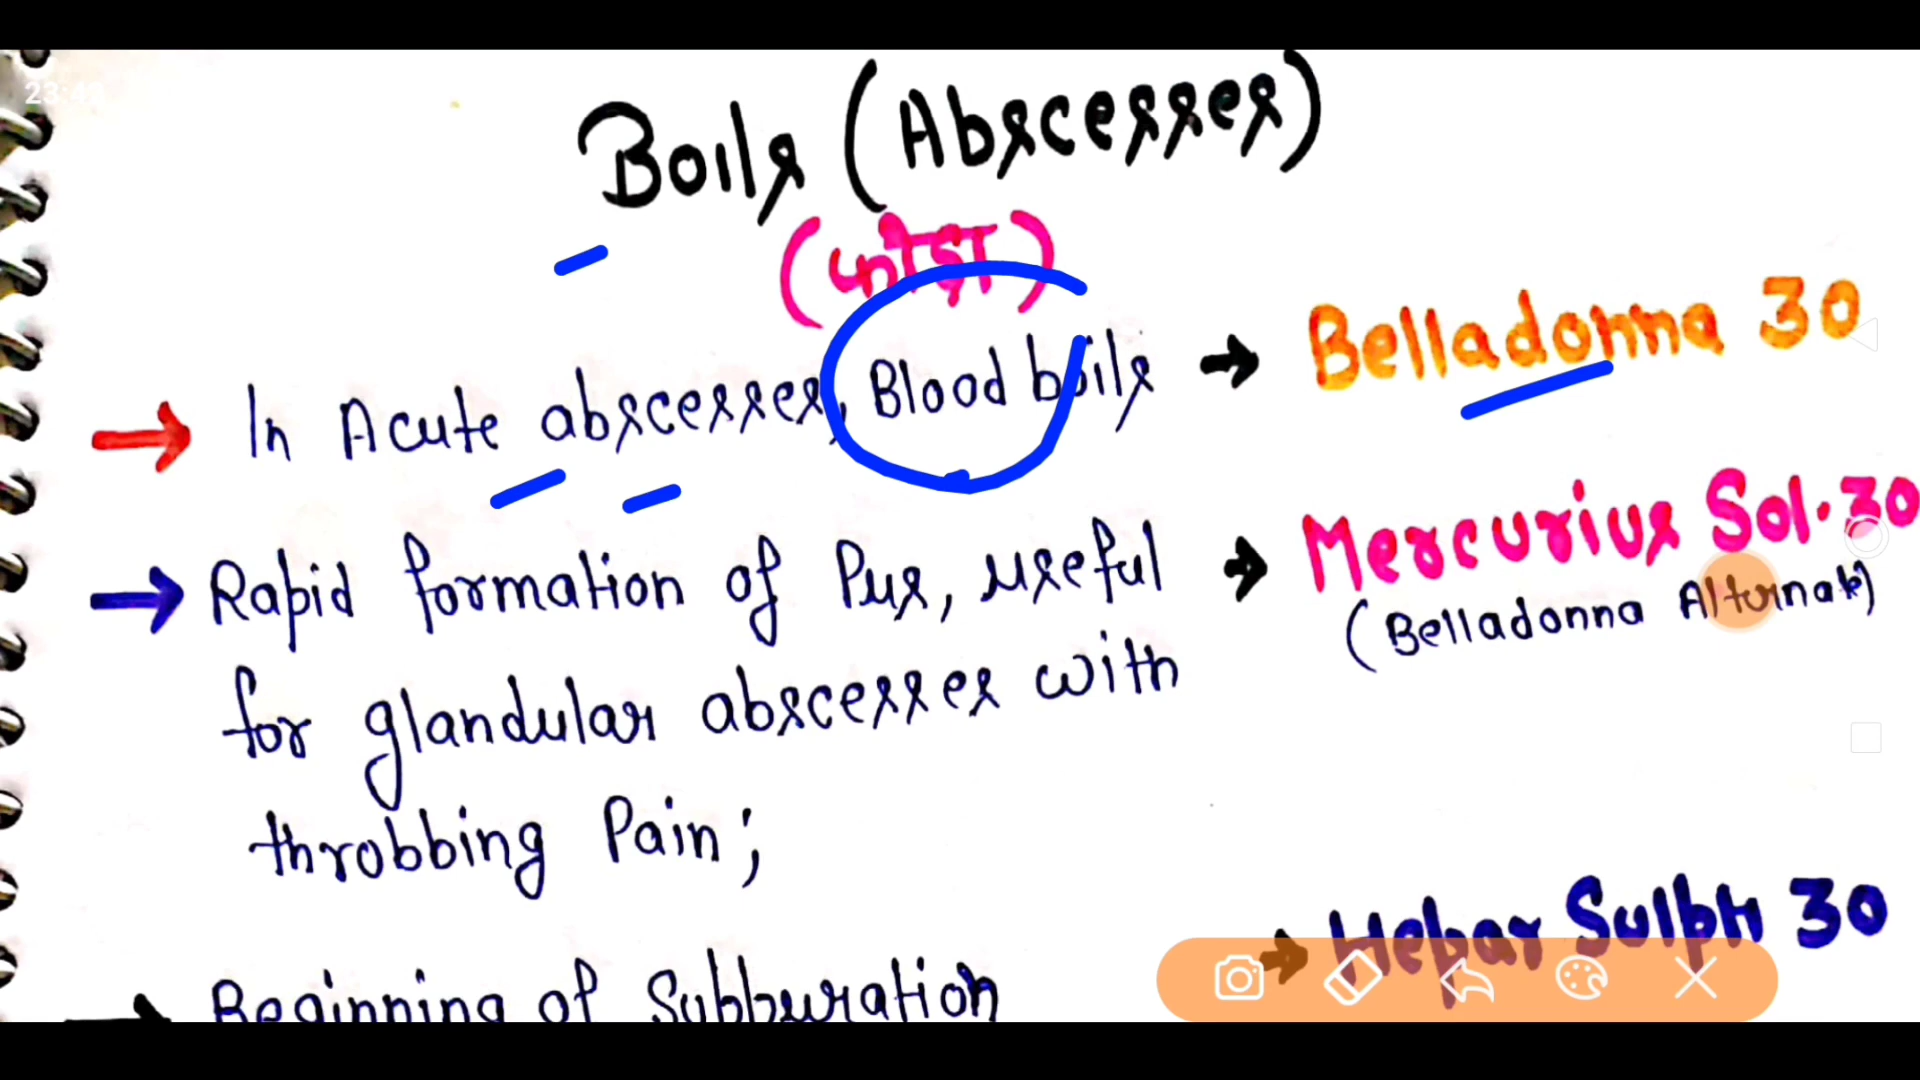 Boils (Abscesses)
(फोड़ा)
In Acute abscesses, Blood boils → Belladonna 30
Rapid formation of Pus, useful → Mercurius Sol. 30
(Belladonna Alternate)
for glandular abscesses with
throbbing Pain;
→ Hepar Sulph 30
Beginning of Suppuration